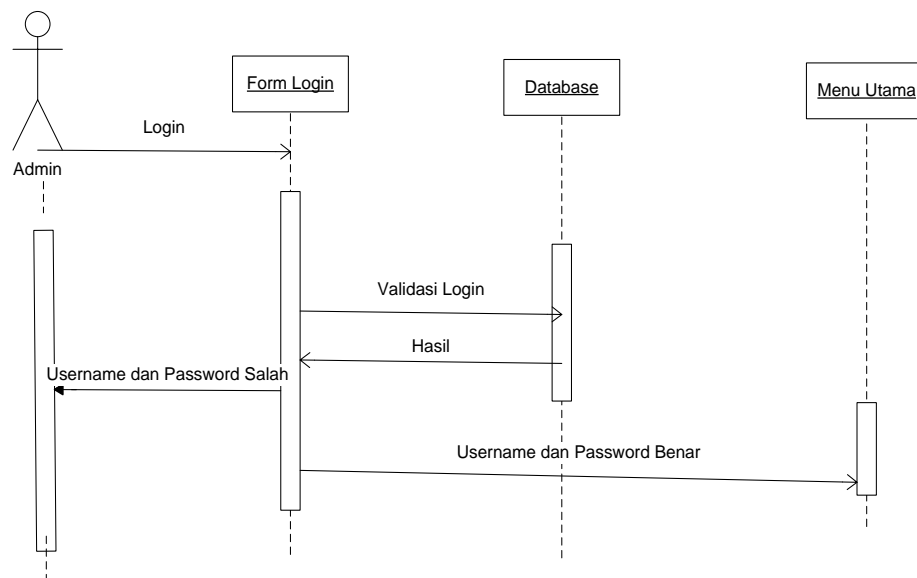 Form Login
Database
Menu Utama
Login
Admin
Validasi Login
Hasil
Username dan Password Salah
Username dan Password Benar